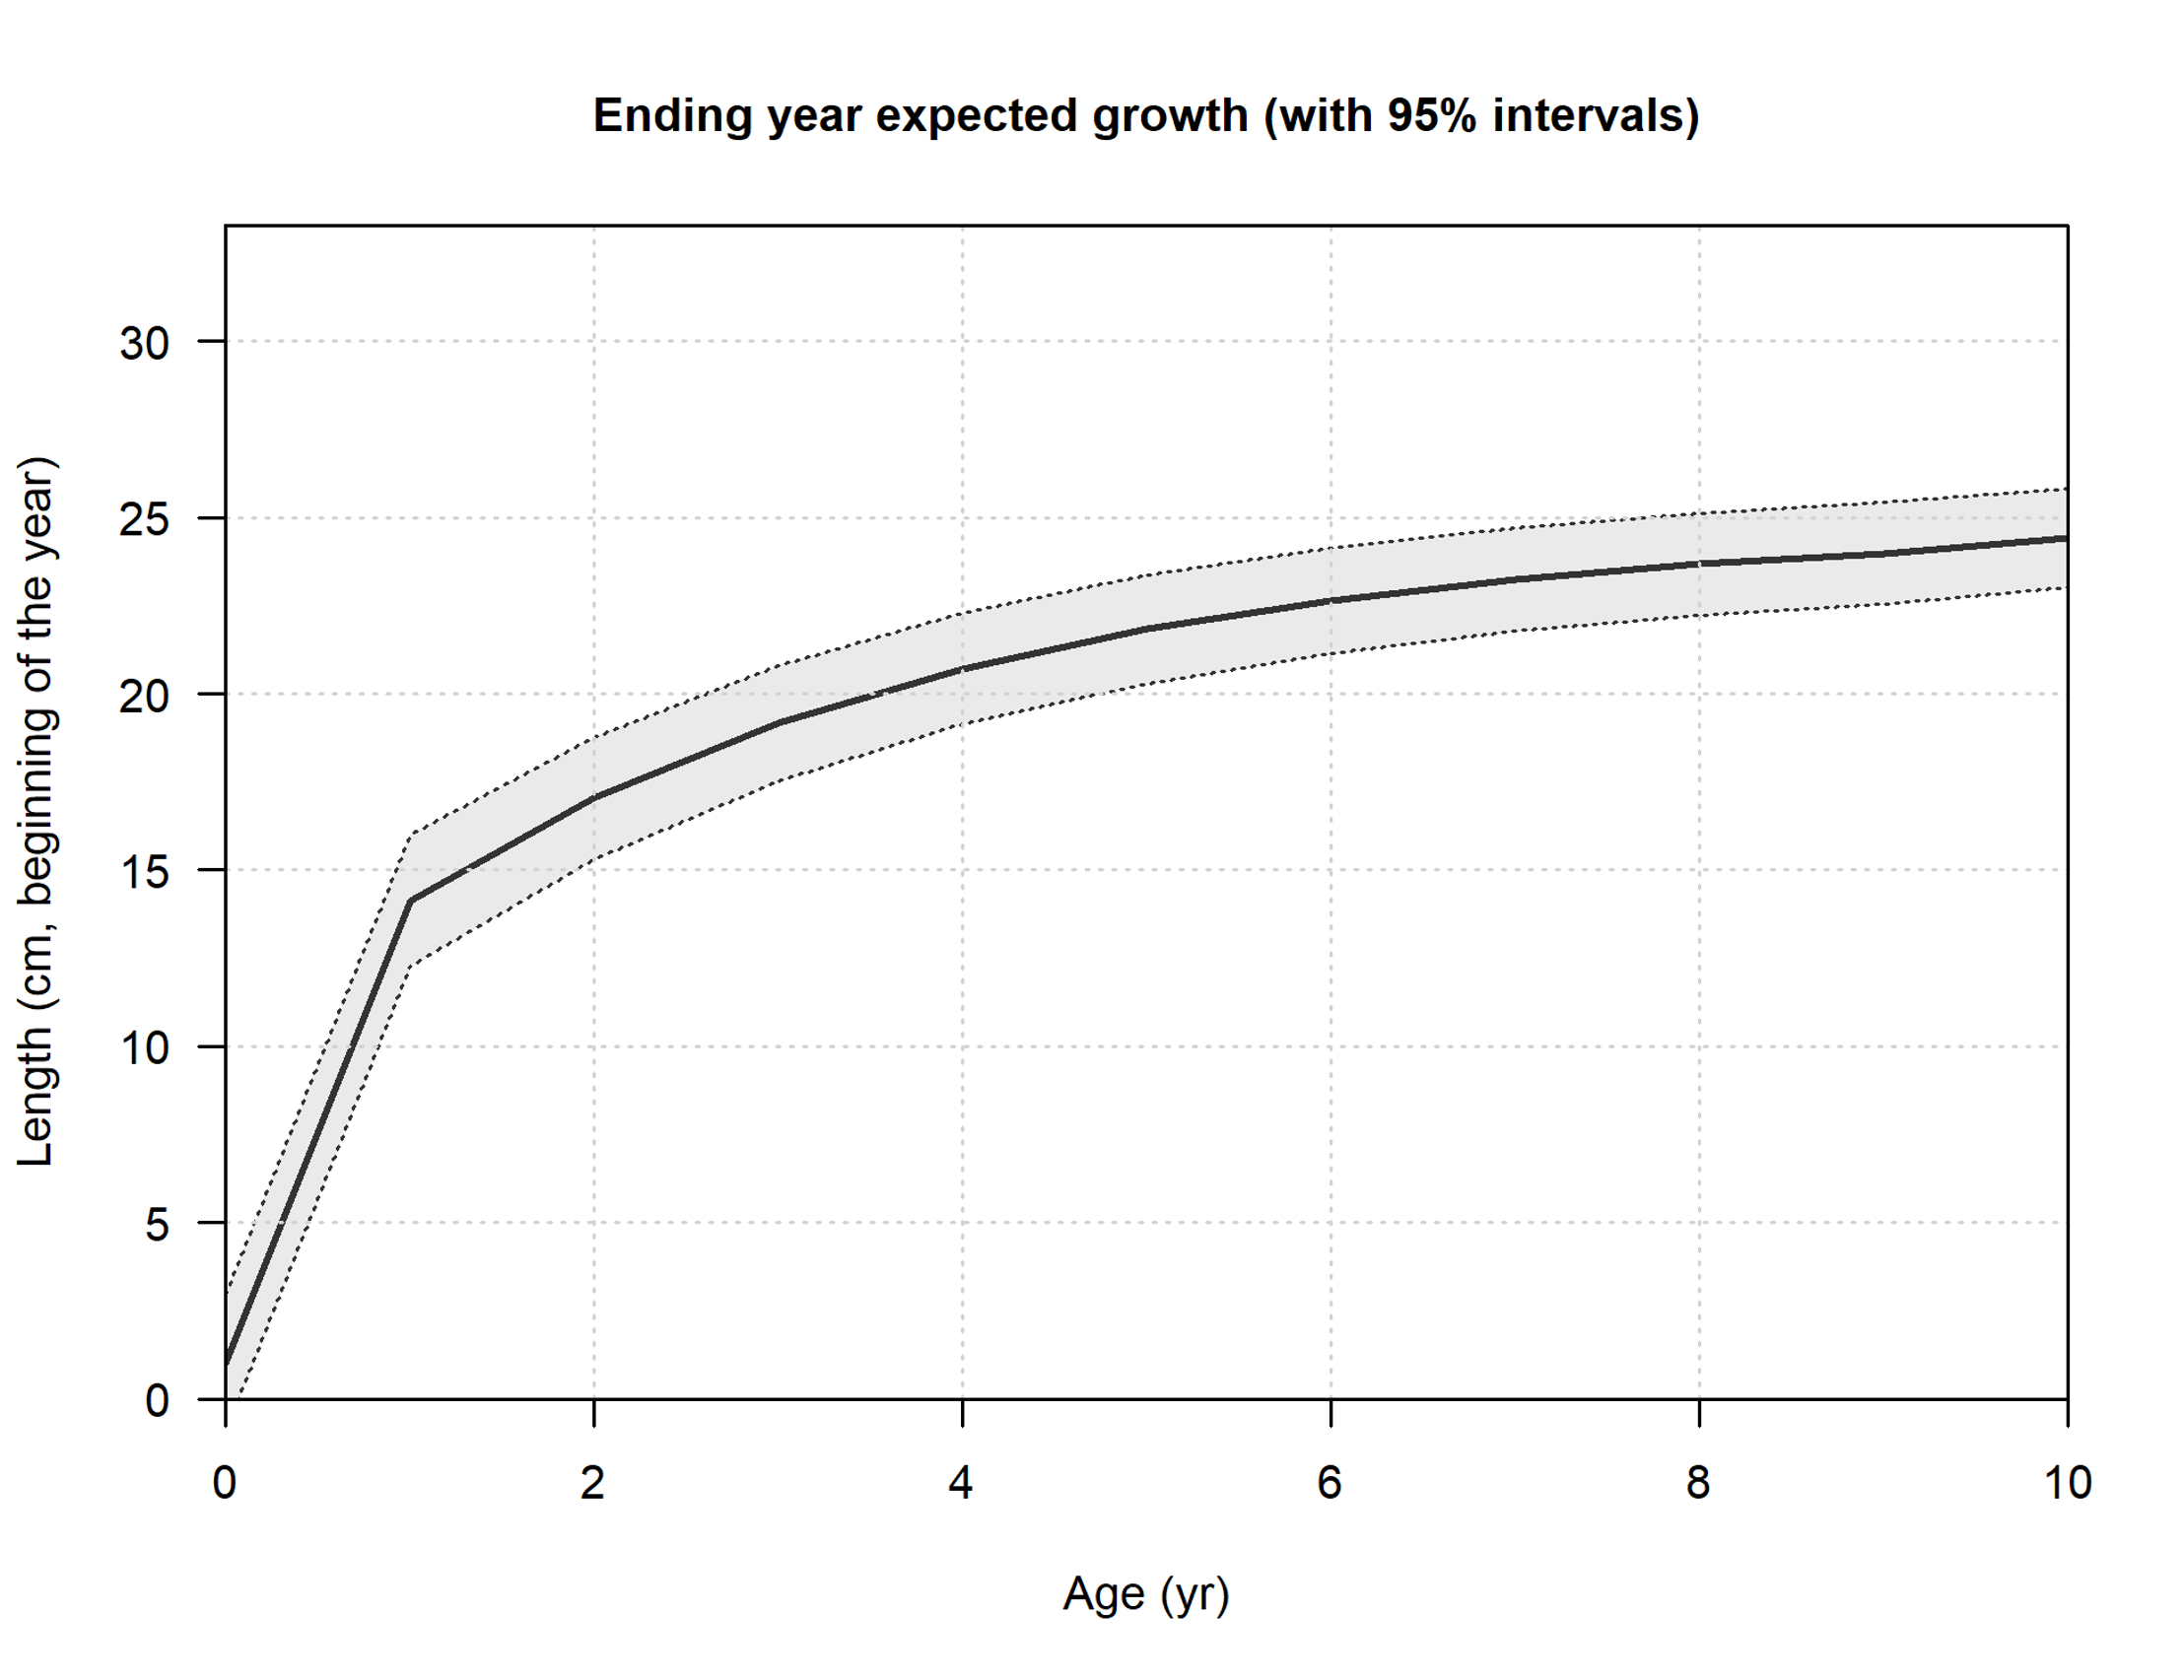 Ending year expected growth (with 95% intervals)
Length (cm, beginning of the year)
30
25
20
15
10
5
0
0 2 4 6 8 10
Age (yr)